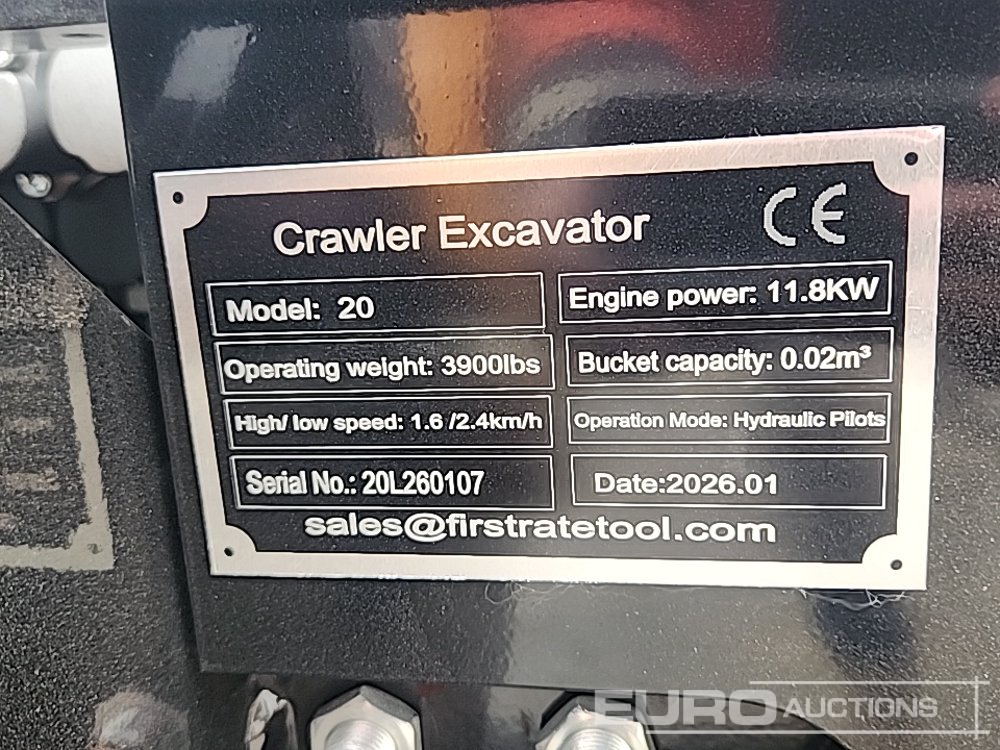 Crawler Excavator CE
Model: 20
Engine power: 11.8KW
Operating weight: 3900lbs
Bucket capacity: 0.02m³
High/ low speed: 1.6 /2.4km/h
Operation Mode: Hydraulic Pilots
Serial No.: 20L260107
Date:2026.01
sales@firstratetool.com
EURO AUCTIONS